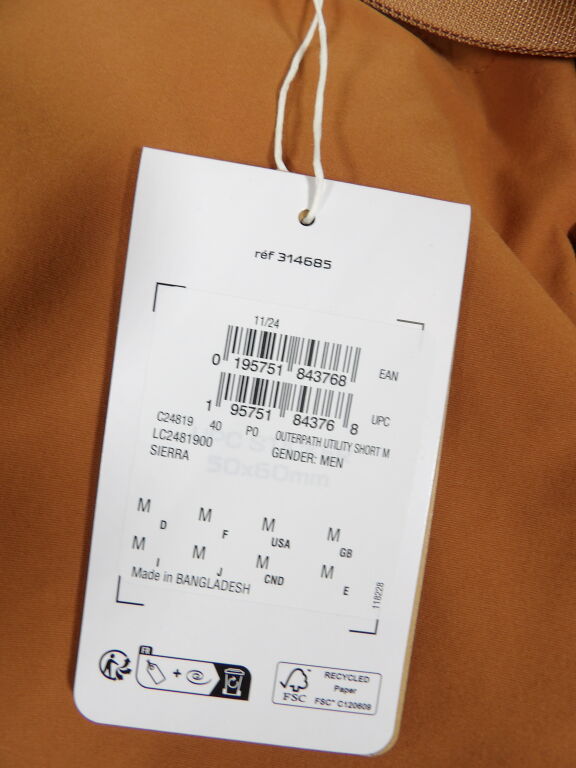 réf 314685
11/24
0 195751 843768 EAN
1 95751 84376 8 UPC
C24819 40 P0 OUTERPATH UTILITY SHORT M
LC2481900 GENDER: MEN
SIERRA
50x60mm
M D M F M USA M GB
M I M J M CND M E
Made in BANGLADESH
118228
FR
+
FSC
RECYCLED
Paper
FSC® C120609